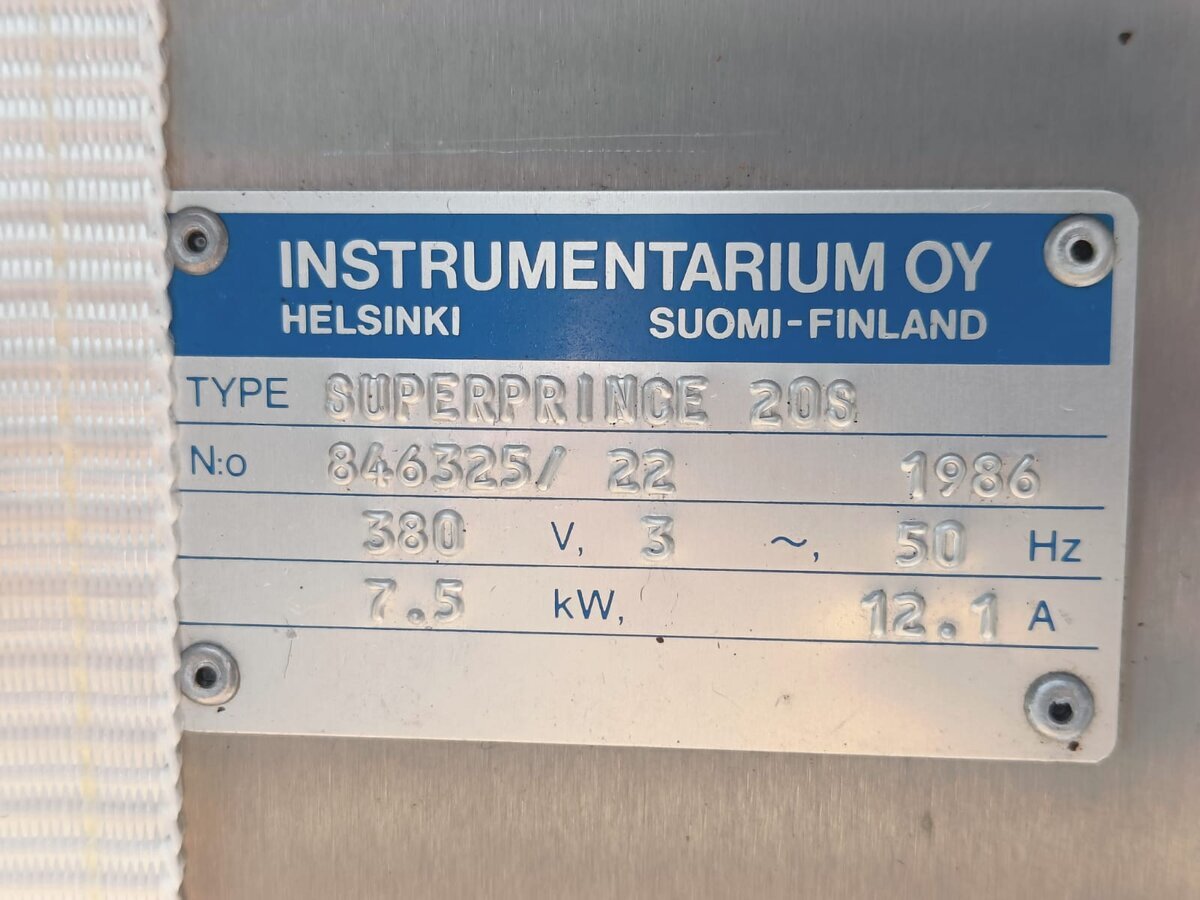 INSTRUMENTARIUM OY
HELSINKI SUOMI-FINLAND
TYPE SUPERPRINCE 20S
N:o 846325/ 22 1986
380 V, 3 ~, 50 Hz
7.5 kW, 12.1 A